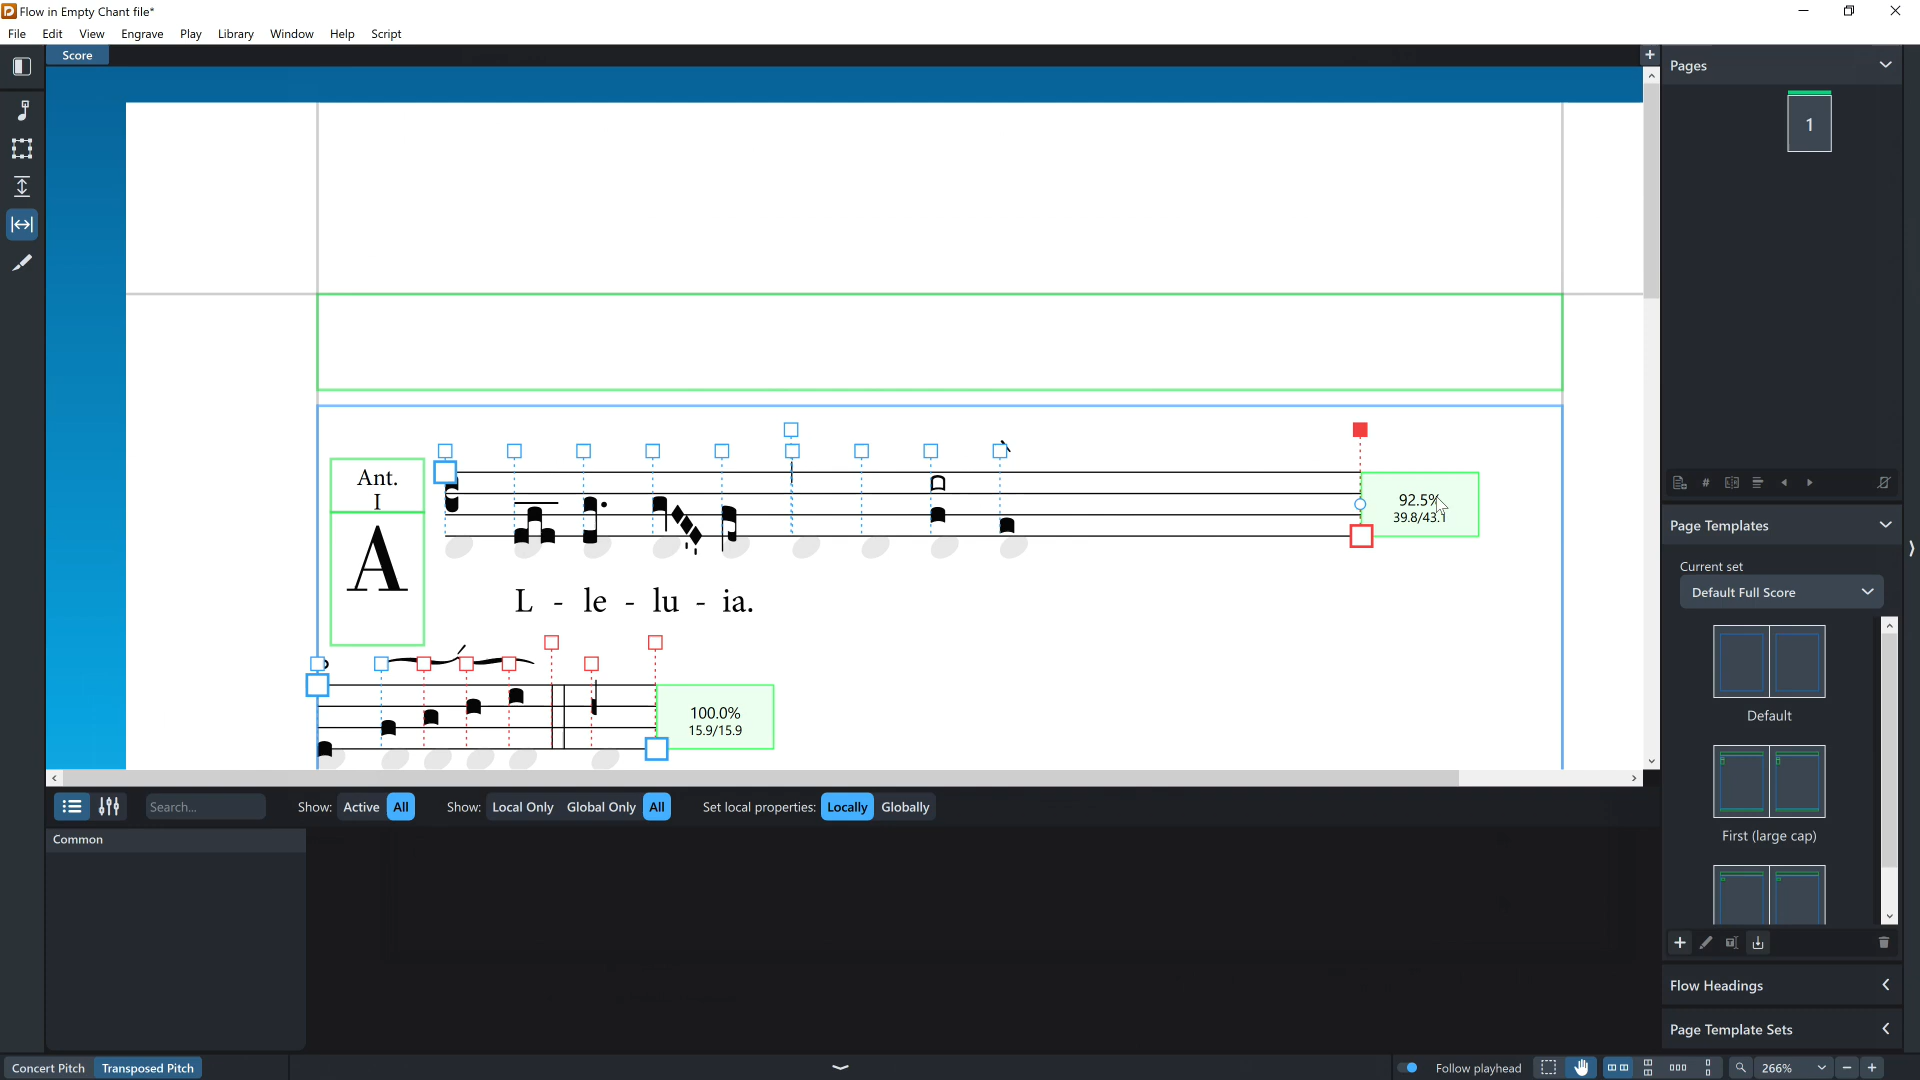 Flow in Empty Chant file*
File Edit View Engrave Play Library Window Help Script
Score
Pages
1
Ant.
I
A
92.5%
39.8/43.1
L - le - lu - ia.
100.0%
15.9/15.9
Page Templates
Current set
Default Full Score
Default
First (large cap)
Search...
Show: Active All
Show: Local Only Global Only All
Set local properties: Locally Globally
Common
Flow Headings
Page Template Sets
Concert Pitch Transposed Pitch
Follow playhead
266%